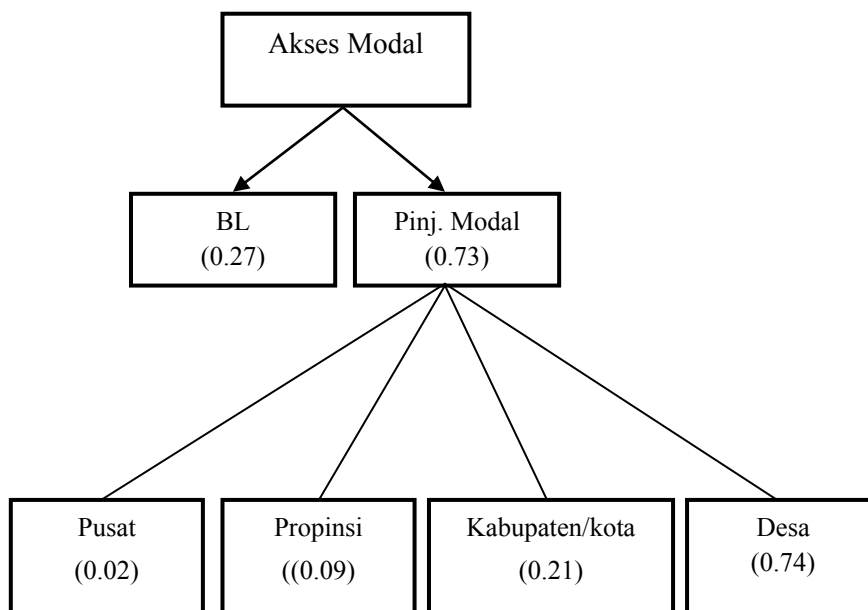 Akses Modal
BL
(0.27)
Pinj. Modal
(0.73)
Pusat
(0.02)
Propinsi
((0.09)
Kabupaten/kota
(0.21)
Desa
(0.74)